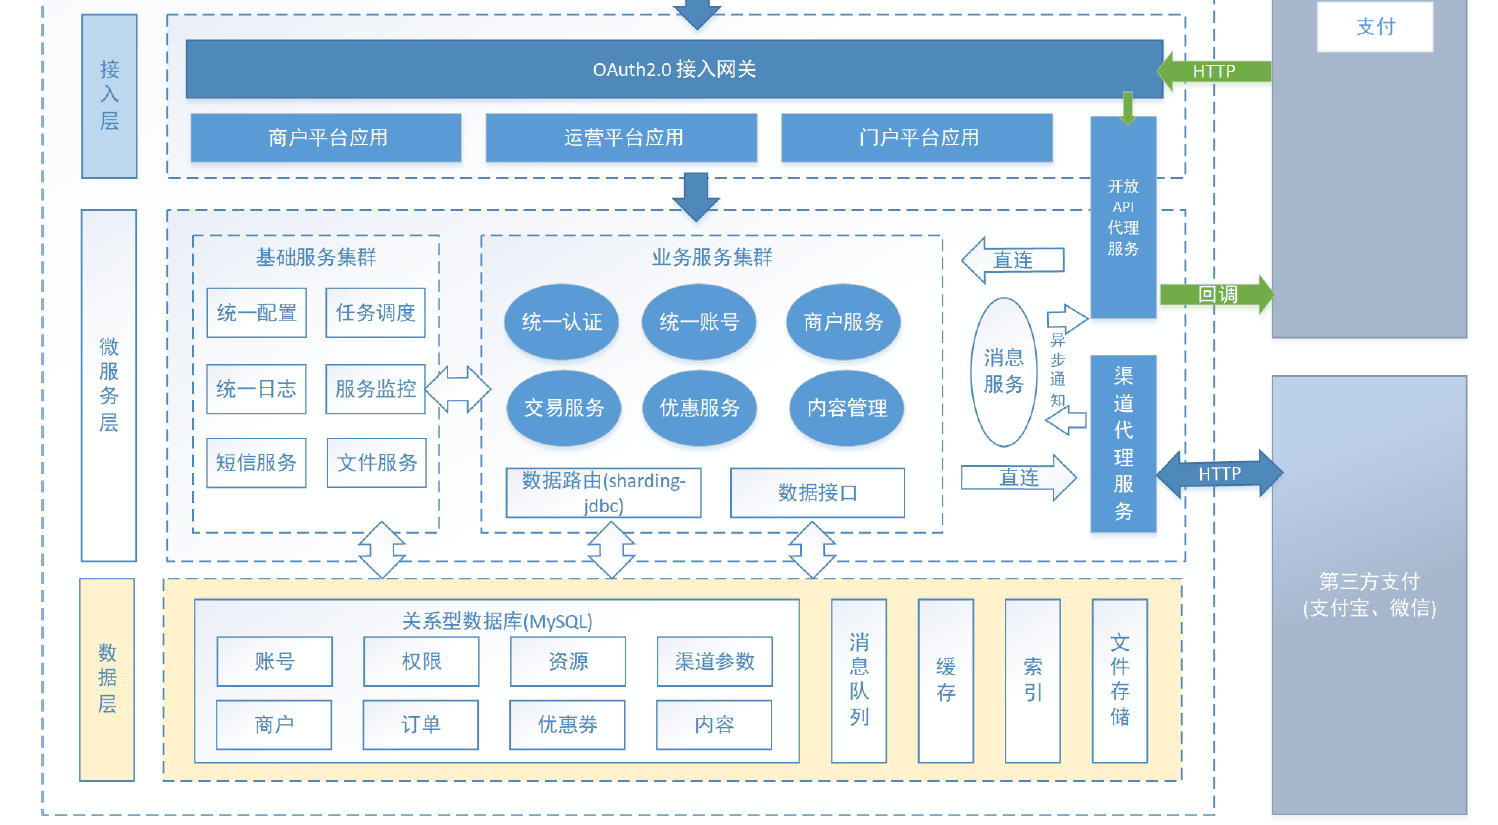 支付
接
入
层
OAuth2.0 接入网关
HTTP
商户平台应用
运营平台应用
门户平台应用
开放
API
代理
服务
微
服
务
层
基础服务集群
统一配置
任务调度
统一日志
服务监控
短信服务
文件服务
业务服务集群
统一认证
统一账号
商户服务
交易服务
优惠服务
内容管理
数据路由(sharding-
jdbc)
数据接口
直连
消息
服务
异
步
通
知
直连
回调
渠
道
代
理
服
务
HTTP
第三方支付
(支付宝、微信)
数
据
层
关系型数据库(MySQL)
账号
权限
资源
渠道参数
商户
订单
优惠券
内容
消
息
队
列
缓
存
索
引
文
件
存
储